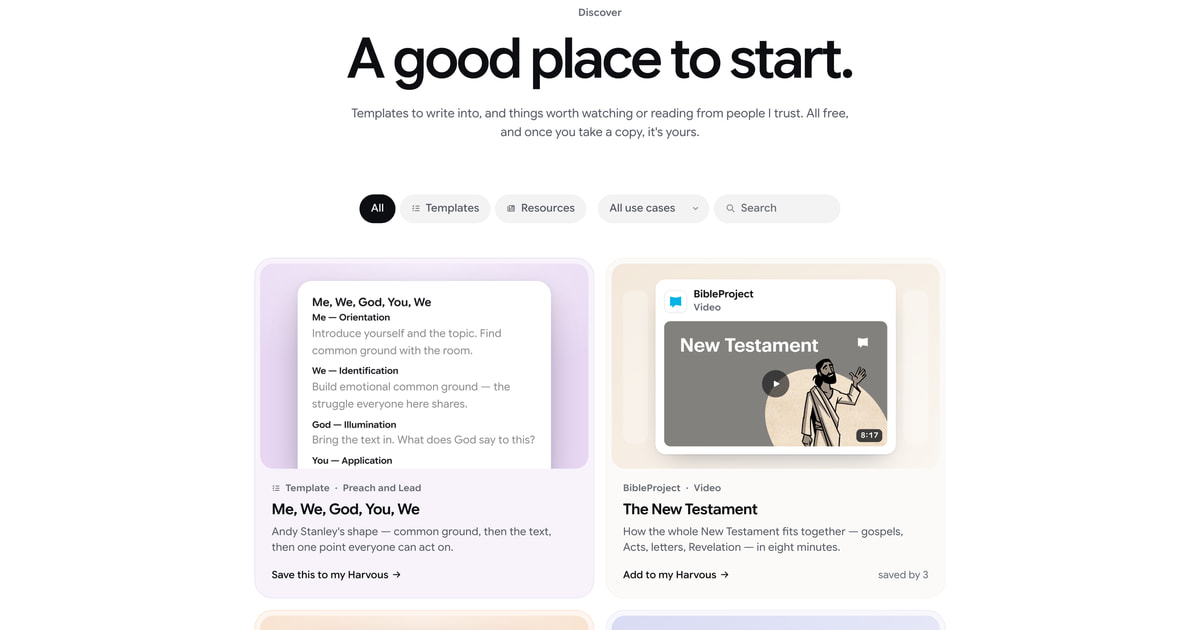 Discover
A good place to start.
Templates to write into, and things worth watching or reading from people I trust. All free,
and once you take a copy, it's yours.
All
Templates
Resources
All use cases
Search
Me, We, God, You, We
Me — Orientation
Introduce yourself and the topic. Find
common ground with the room.
We — Identification
Build emotional common ground — the
struggle everyone here shares.
God — Illumination
Bring the text in. What does God say to this?
You — Application
Template · Preach and Lead
Me, We, God, You, We
Andy Stanley's shape — common ground, then the text,
then one point everyone can act on.
Save this to my Harvous →
BibleProject
Video
New Testament
8:17
BibleProject · Video
The New Testament
How the whole New Testament fits together — gospels,
Acts, letters, Revelation — in eight minutes.
Add to my Harvous →
saved by 3